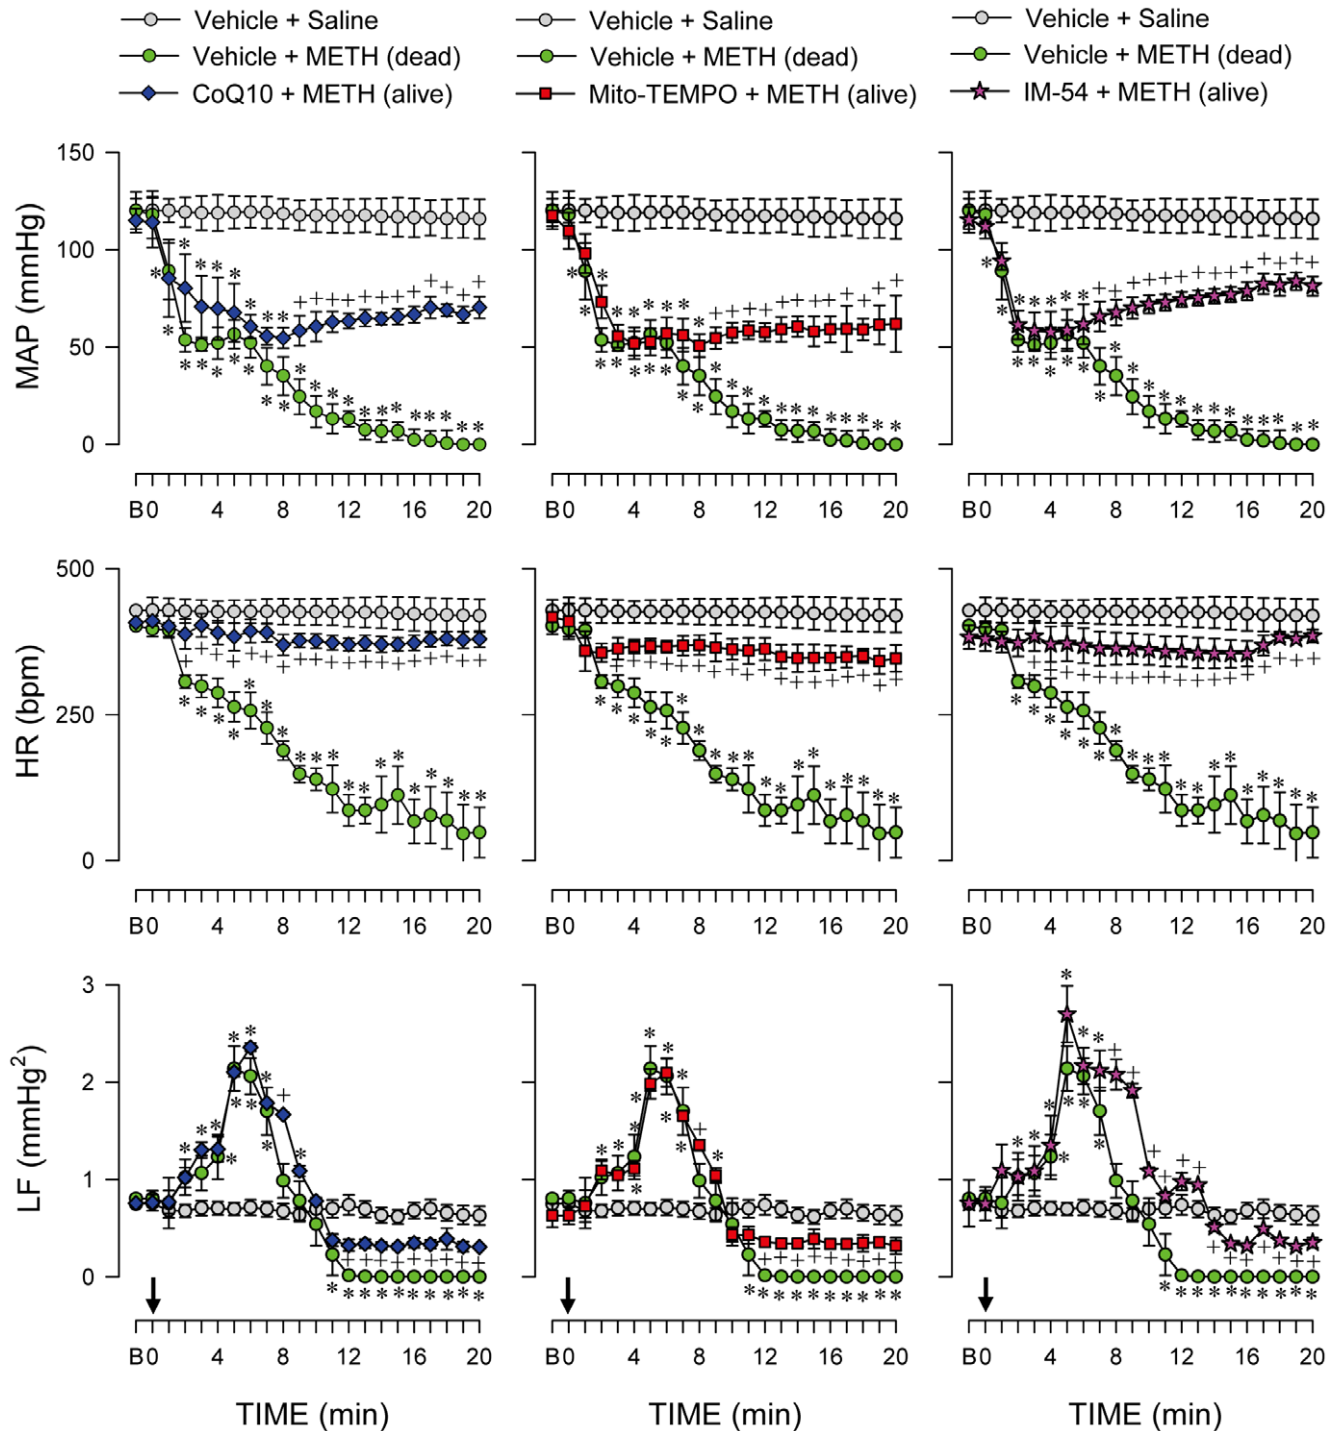 Vehicle + Saline
Vehicle + METH (dead)
CoQ10 + METH (alive)
Vehicle + Saline
Vehicle + METH (dead)
Mito-TEMPO + METH (alive)
Vehicle + Saline
Vehicle + METH (dead)
IM-54 + METH (alive)
MAP (mmHg)
150
100
50
0
B 0 4 8 12 16 20
B 0 4 8 12 16 20
B 0 4 8 12 16 20
HR (bpm)
500
250
0
B 0 4 8 12 16 20
B 0 4 8 12 16 20
B 0 4 8 12 16 20
LF (mmHg²)
3
2
1
0
B 0 4 8 12 16 20
B 0 4 8 12 16 20
B 0 4 8 12 16 20
TIME (min)
TIME (min)
TIME (min)